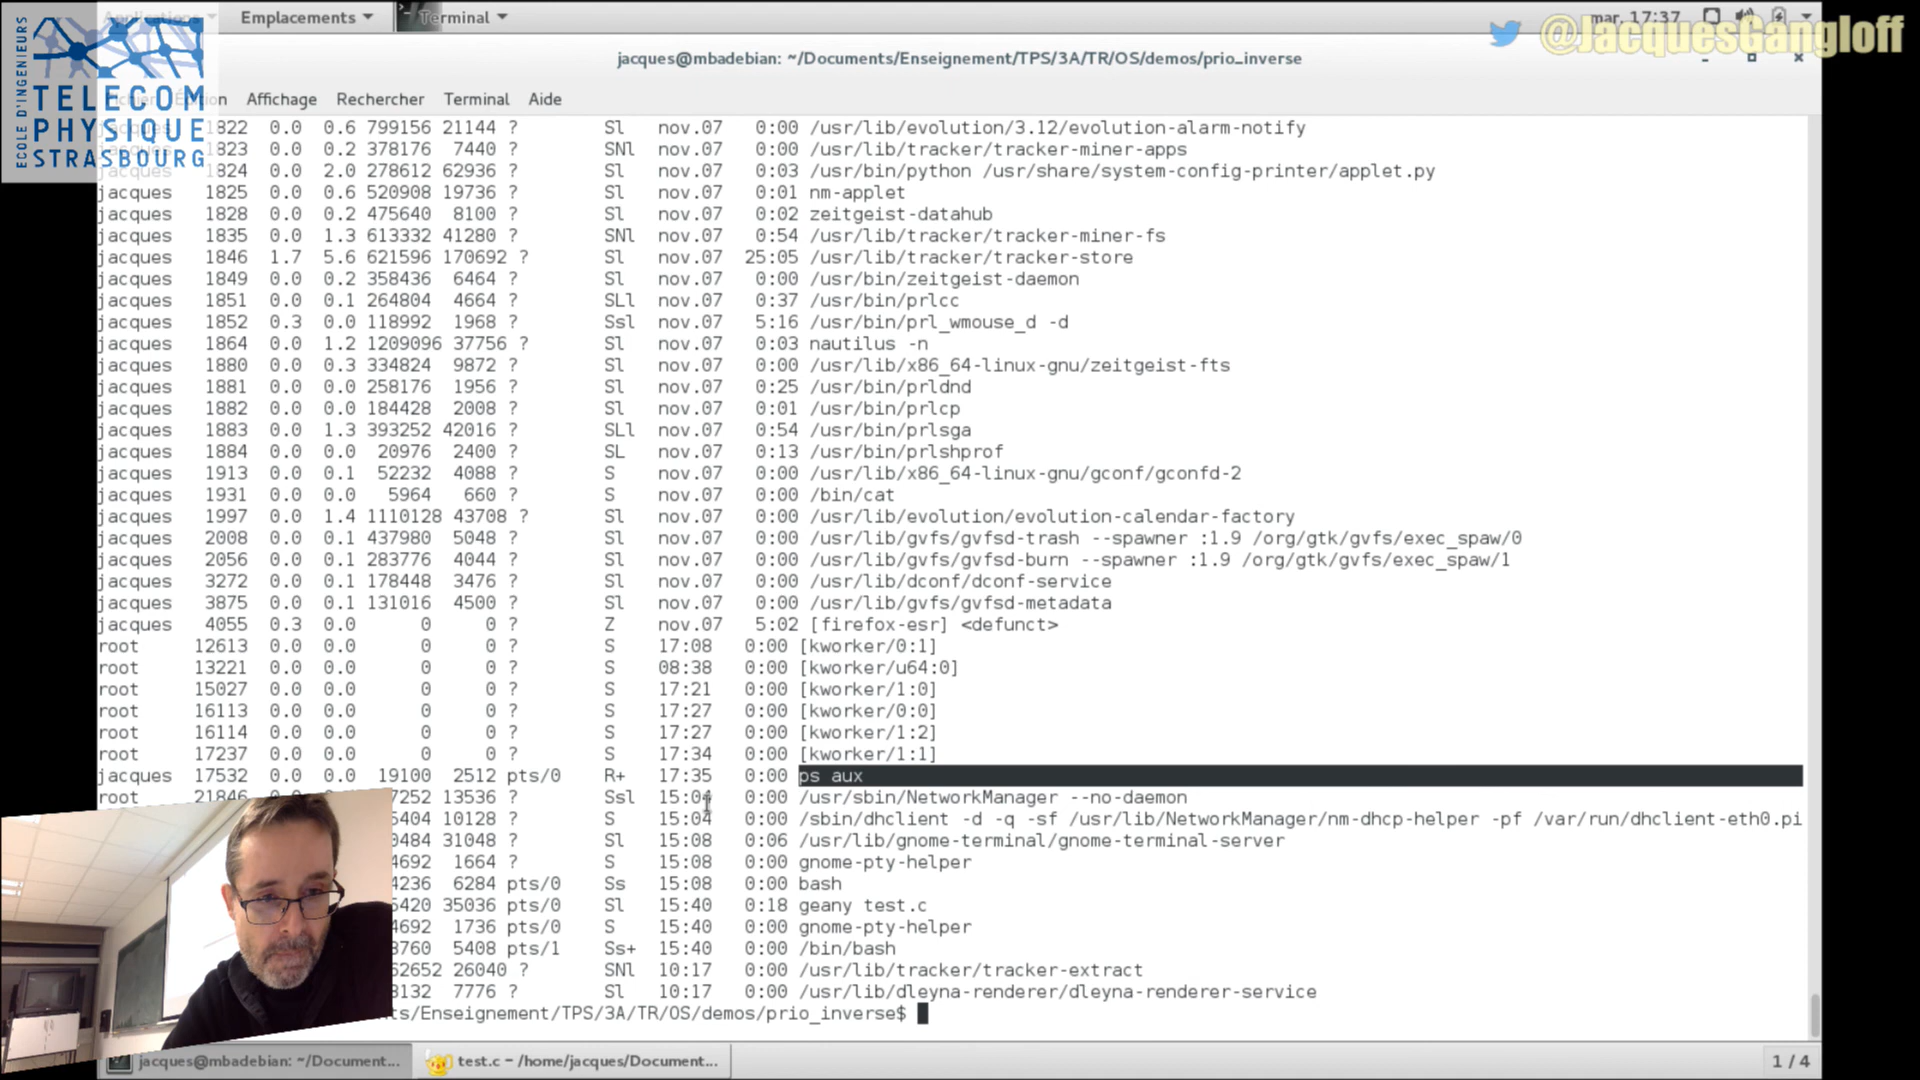 Applications Emplacements Terminal mar. 17:37
@JacquesGangloff
jacques@mbadebian: ~/Documents/Enseignement/TPS/3A/TR/OS/demos/prio_inverse
Affichage Rechercher Terminal Aide
ECOLE D'INGENIEURS
TELECOM
PHYSIQUE
STRASBOURG
1822 0.0 0.6 799156 21144 ? Sl nov.07 0:00 /usr/lib/evolution/3.12/evolution-alarm-notify
1823 0.0 0.2 378176 7440 ? SNl nov.07 0:00 /usr/lib/tracker/tracker-miner-apps
1824 0.0 2.0 278612 62936 ? Sl nov.07 0:03 /usr/bin/python /usr/share/system-config-printer/applet.py
jacques 1825 0.0 0.6 520908 19736 ? Sl nov.07 0:01 nm-applet
jacques 1828 0.0 0.2 475640 8100 ? Sl nov.07 0:02 zeitgeist-datahub
jacques 1835 0.0 1.3 613332 41280 ? SNl nov.07 0:54 /usr/lib/tracker/tracker-miner-fs
jacques 1846 1.7 5.6 621596 170692 ? Sl nov.07 25:05 /usr/lib/tracker/tracker-store
jacques 1849 0.0 0.2 358436 6464 ? Sl nov.07 0:00 /usr/bin/zeitgeist-daemon
jacques 1851 0.0 0.1 264804 4664 ? SLl nov.07 0:37 /usr/bin/prlcc
jacques 1852 0.3 0.0 118992 1968 ? Ssl nov.07 5:16 /usr/bin/prl_wmouse_d -d
jacques 1864 0.0 1.2 1209096 37756 ? Sl nov.07 0:03 nautilus -n
jacques 1880 0.0 0.3 334824 9872 ? Sl nov.07 0:00 /usr/lib/x86_64-linux-gnu/zeitgeist-fts
jacques 1881 0.0 0.0 258176 1956 ? Sl nov.07 0:25 /usr/bin/prldnd
jacques 1882 0.0 0.0 184428 2008 ? Sl nov.07 0:01 /usr/bin/prlcp
jacques 1883 0.0 1.3 393252 42016 ? SLl nov.07 0:54 /usr/bin/prlsga
jacques 1884 0.0 0.0 20976 2400 ? SL nov.07 0:13 /usr/bin/prlshprof
jacques 1913 0.0 0.1 52232 4088 ? S nov.07 0:00 /usr/lib/x86_64-linux-gnu/gconf/gconfd-2
jacques 1931 0.0 0.0 5964 660 ? S nov.07 0:00 /bin/cat
jacques 1997 0.0 1.4 1110128 43708 ? Sl nov.07 0:00 /usr/lib/evolution/evolution-calendar-factory
jacques 2008 0.0 0.1 437980 5048 ? Sl nov.07 0:00 /usr/lib/gvfs/gvfsd-trash --spawner :1.9 /org/gtk/gvfs/exec_spaw/0
jacques 2056 0.0 0.1 283776 4044 ? Sl nov.07 0:00 /usr/lib/gvfs/gvfsd-burn --spawner :1.9 /org/gtk/gvfs/exec_spaw/1
jacques 3272 0.0 0.1 178448 3476 ? Sl nov.07 0:00 /usr/lib/dconf/dconf-service
jacques 3875 0.0 0.1 131016 4500 ? Sl nov.07 0:00 /usr/lib/gvfs/gvfsd-metadata
jacques 4055 0.3 0.0 0 0 ? Z nov.07 5:02 [firefox-esr] <defunct>
root 12613 0.0 0.0 0 0 ? S 17:08 0:00 [kworker/0:1]
root 13221 0.0 0.0 0 0 ? S 08:38 0:00 [kworker/u64:0]
root 15027 0.0 0.0 0 0 ? S 17:21 0:00 [kworker/1:0]
root 16113 0.0 0.0 0 0 ? S 17:27 0:00 [kworker/0:0]
root 16114 0.0 0.0 0 0 ? S 17:27 0:00 [kworker/1:2]
root 17237 0.0 0.0 0 0 ? S 17:34 0:00 [kworker/1:1]
jacques 17532 0.0 0.0 19100 2512 pts/0 R+ 17:35 0:00 ps aux
root 21846 7252 13536 ? Ssl 15:04 0:00 /usr/sbin/NetworkManager --no-daemon
5404 10128 ? S 15:04 0:00 /sbin/dhclient -d -q -sf /usr/lib/NetworkManager/nm-dhcp-helper -pf /var/run/dhclient-eth0.pi
0484 31048 ? Sl 15:08 0:06 /usr/lib/gnome-terminal/gnome-terminal-server
4692 1664 ? S 15:08 0:00 gnome-pty-helper
4236 6284 pts/0 Ss 15:08 0:00 bash
5420 35036 pts/0 Sl 15:40 0:18 geany test.c
4692 1736 pts/0 S 15:40 0:00 gnome-pty-helper
8760 5408 pts/1 Ss+ 15:40 0:00 /bin/bash
62652 26040 ? SNl 10:17 0:00 /usr/lib/tracker/tracker-extract
8132 7776 ? Sl 10:17 0:00 /usr/lib/dleyna-renderer/dleyna-renderer-service
ts/Enseignement/TPS/3A/TR/OS/demos/prio_inverse$
jacques@mbadebian: ~/Document... test.c – /home/jacques/Document... 1 / 4